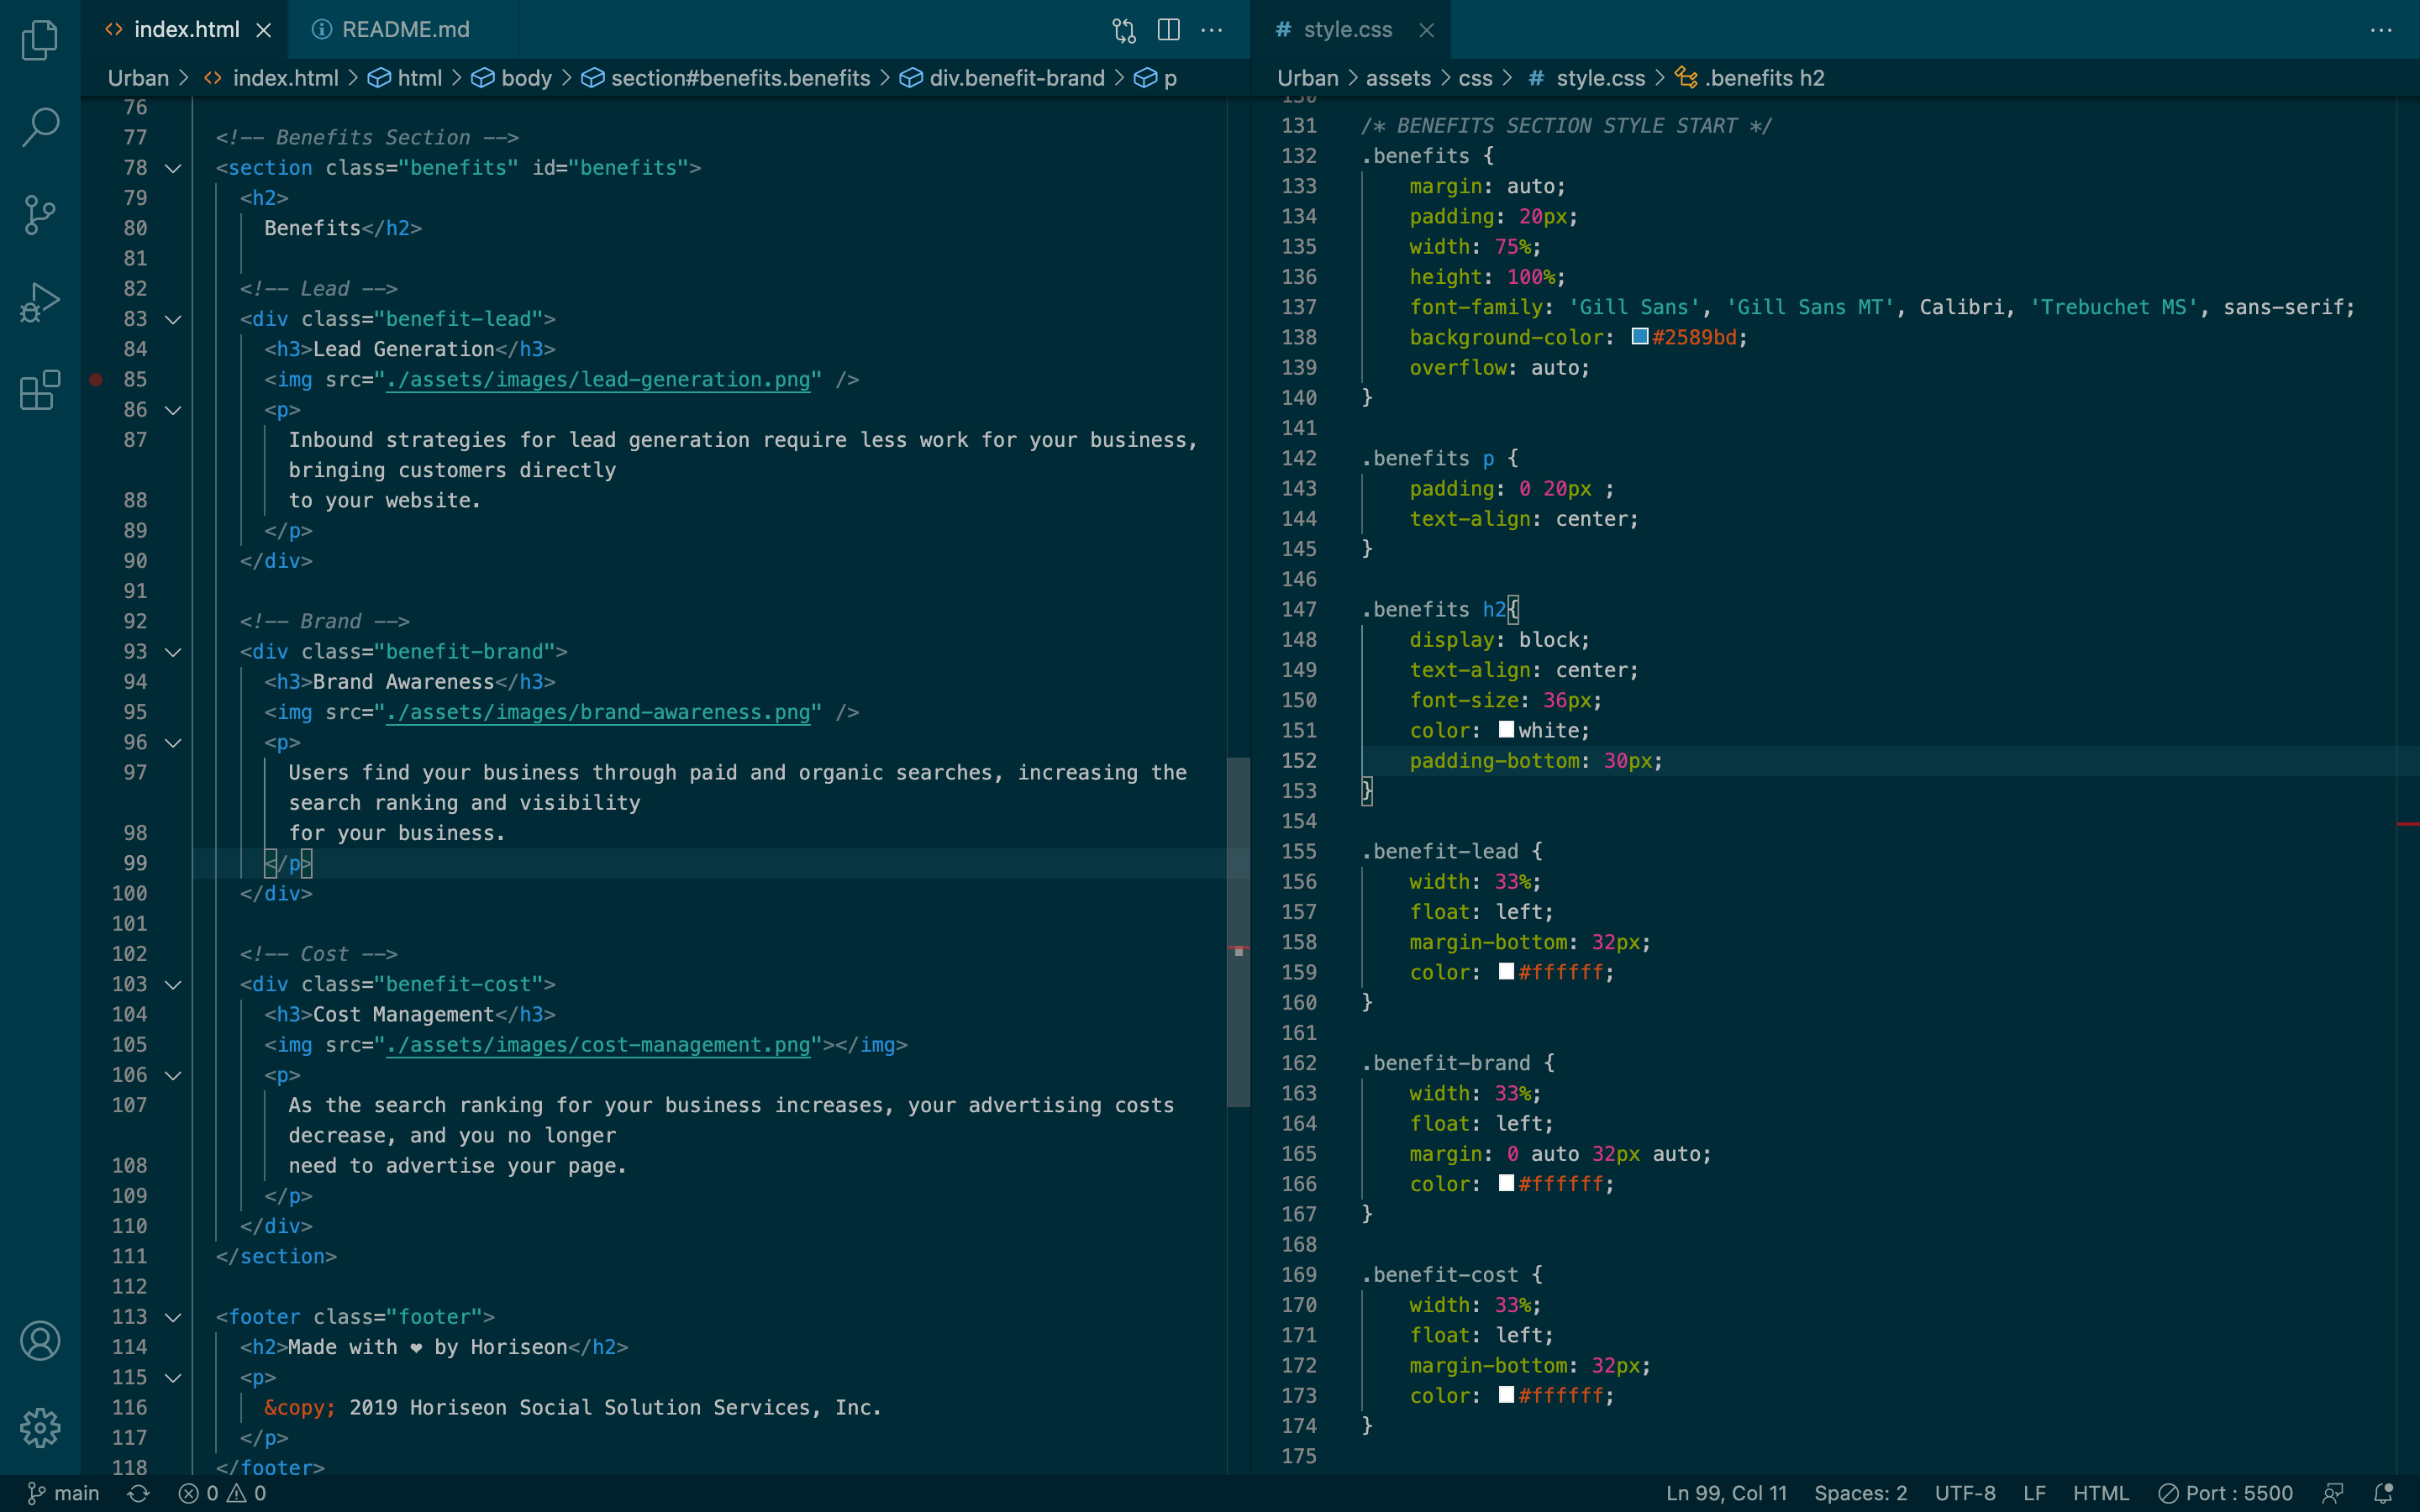 index.html
README.md
Urban > index.html > html > body > section#benefits.benefits > div.benefit-brand > p
76
77 <!-- Benefits Section -->
78 <section class="benefits" id="benefits">
79 <h2>
80 Benefits</h2>
81
82 <!-- Lead -->
83 <div class="benefit-lead">
84 <h3>Lead Generation</h3>
85 <img src="./assets/images/lead-generation.png" />
86 <p>
87 Inbound strategies for lead generation require less work for your business,
bringing customers directly
88 to your website.
89 </p>
90 </div>
91
92 <!-- Brand -->
93 <div class="benefit-brand">
94 <h3>Brand Awareness</h3>
95 <img src="./assets/images/brand-awareness.png" />
96 <p>
97 Users find your business through paid and organic searches, increasing the
search ranking and visibility
98 for your business.
99 </p>
100 </div>
101
102 <!-- Cost -->
103 <div class="benefit-cost">
104 <h3>Cost Management</h3>
105 <img src="./assets/images/cost-management.png"></img>
106 <p>
107 As the search ranking for your business increases, your advertising costs
decrease, and you no longer
108 need to advertise your page.
109 </p>
110 </div>
111 </section>
112
113 <footer class="footer">
114 <h2>Made with ❤ by Horiseon</h2>
115 <p>
116 &copy; 2019 Horiseon Social Solution Services, Inc.
117 </p>
118 </footer>
# style.css
Urban > assets > css > # style.css > .benefits h2
130
131 /* BENEFITS SECTION STYLE START */
132 .benefits {
133 margin: auto;
134 padding: 20px;
135 width: 75%;
136 height: 100%;
137 font-family: 'Gill Sans', 'Gill Sans MT', Calibri, 'Trebuchet MS', sans-serif;
138 background-color: #2589bd;
139 overflow: auto;
140 }
141
142 .benefits p {
143 padding: 0 20px ;
144 text-align: center;
145 }
146
147 .benefits h2{
148 display: block;
149 text-align: center;
150 font-size: 36px;
151 color: white;
152 padding-bottom: 30px;
153 }
154
155 .benefit-lead {
156 width: 33%;
157 float: left;
158 margin-bottom: 32px;
159 color: #ffffff;
160 }
161
162 .benefit-brand {
163 width: 33%;
164 float: left;
165 margin: 0 auto 32px auto;
166 color: #ffffff;
167 }
168
169 .benefit-cost {
170 width: 33%;
171 float: left;
172 margin-bottom: 32px;
173 color: #ffffff;
174 }
175
main 0 0 Ln 99, Col 11 Spaces: 2 UTF-8 LF HTML Port : 5500